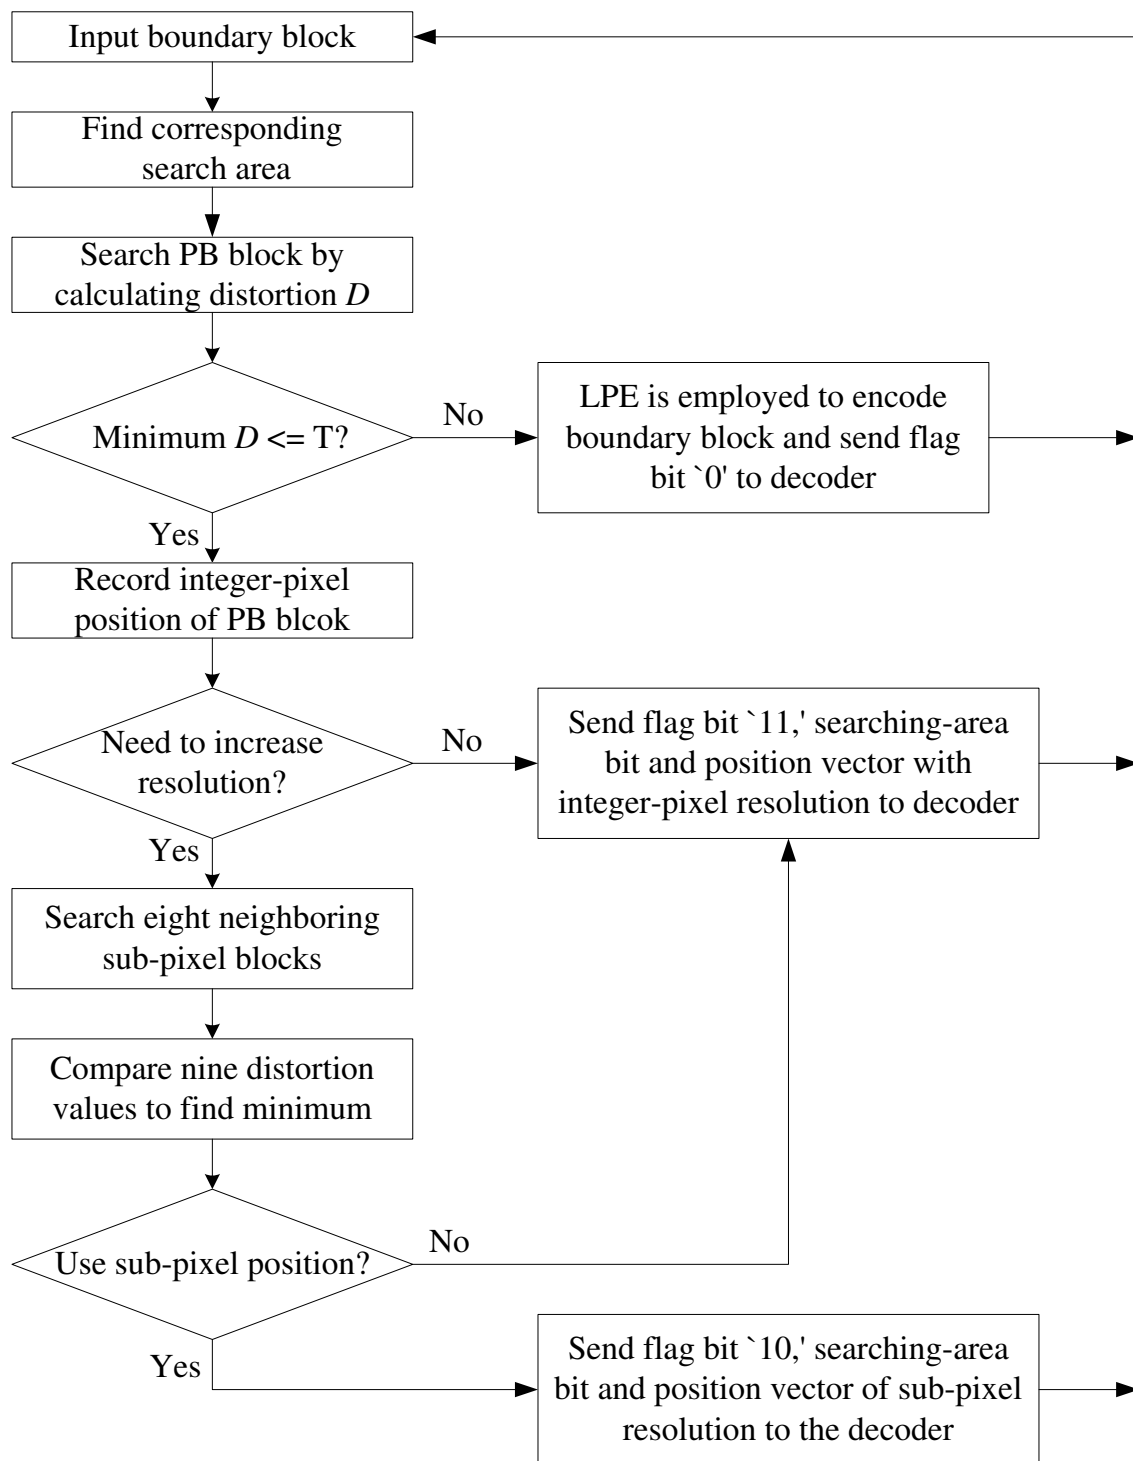 Input boundary block
Find corresponding
search area
Search PB block by
calculating distortion D
Minimum D <= T?
No
LPE is employed to encode
boundary block and send flag
bit `0' to decoder
Yes
Record integer-pixel
position of PB blcok
Need to increase
resolution?
No
Send flag bit `11,' searching-area
bit and position vector with
integer-pixel resolution to decoder
Yes
Search eight neighboring
sub-pixel blocks
Compare nine distortion
values to find minimum
Use sub-pixel position?
No
Yes
Send flag bit `10,' searching-area
bit and position vector of sub-pixel
resolution to the decoder